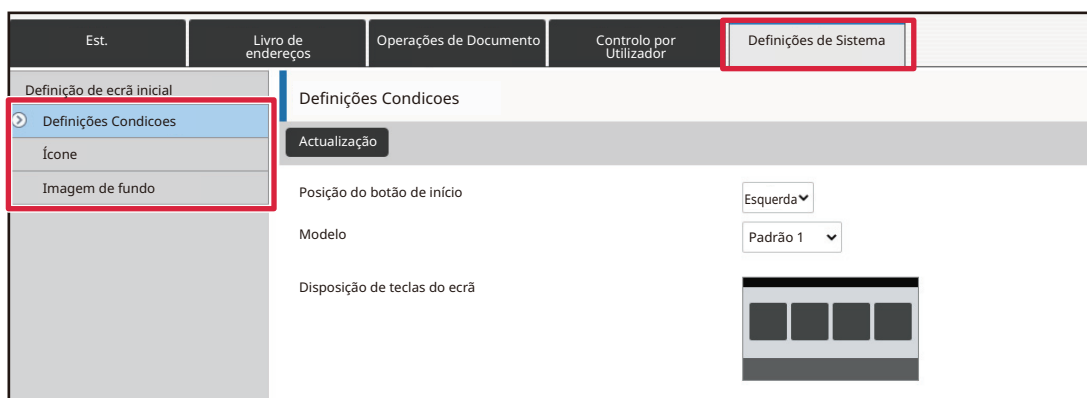 Est.
Livro de
endereços
Operações de Documento
Controlo por
Utilizador
Definições de Sistema
Definição de ecrã inicial
Definições Condicoes
Ícone
Imagem de fundo
Definições Condicoes
Actualização
Posição do botão de início
Esquerda
Modelo
Padrão 1
Disposição de teclas do ecrã